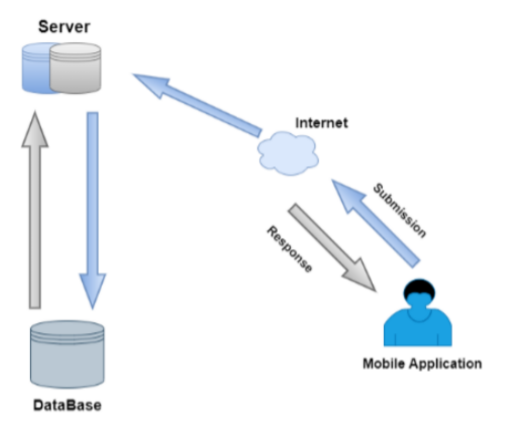 Server
Internet
Submission
Response
Mobile Application
DataBase